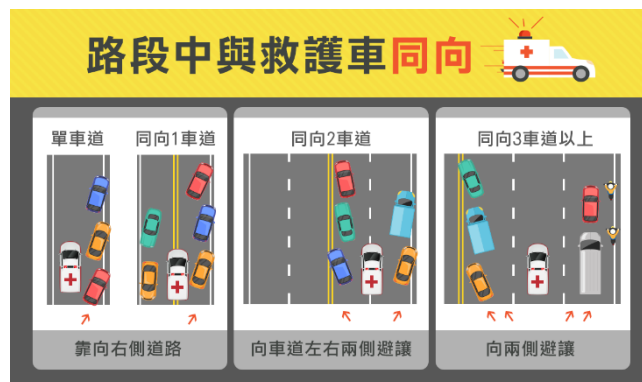 路段中與救護車同向
單車道
同向1車道
靠向右側道路
同向2車道
向車道左右兩側避讓
同向3車道以上
向兩側避讓